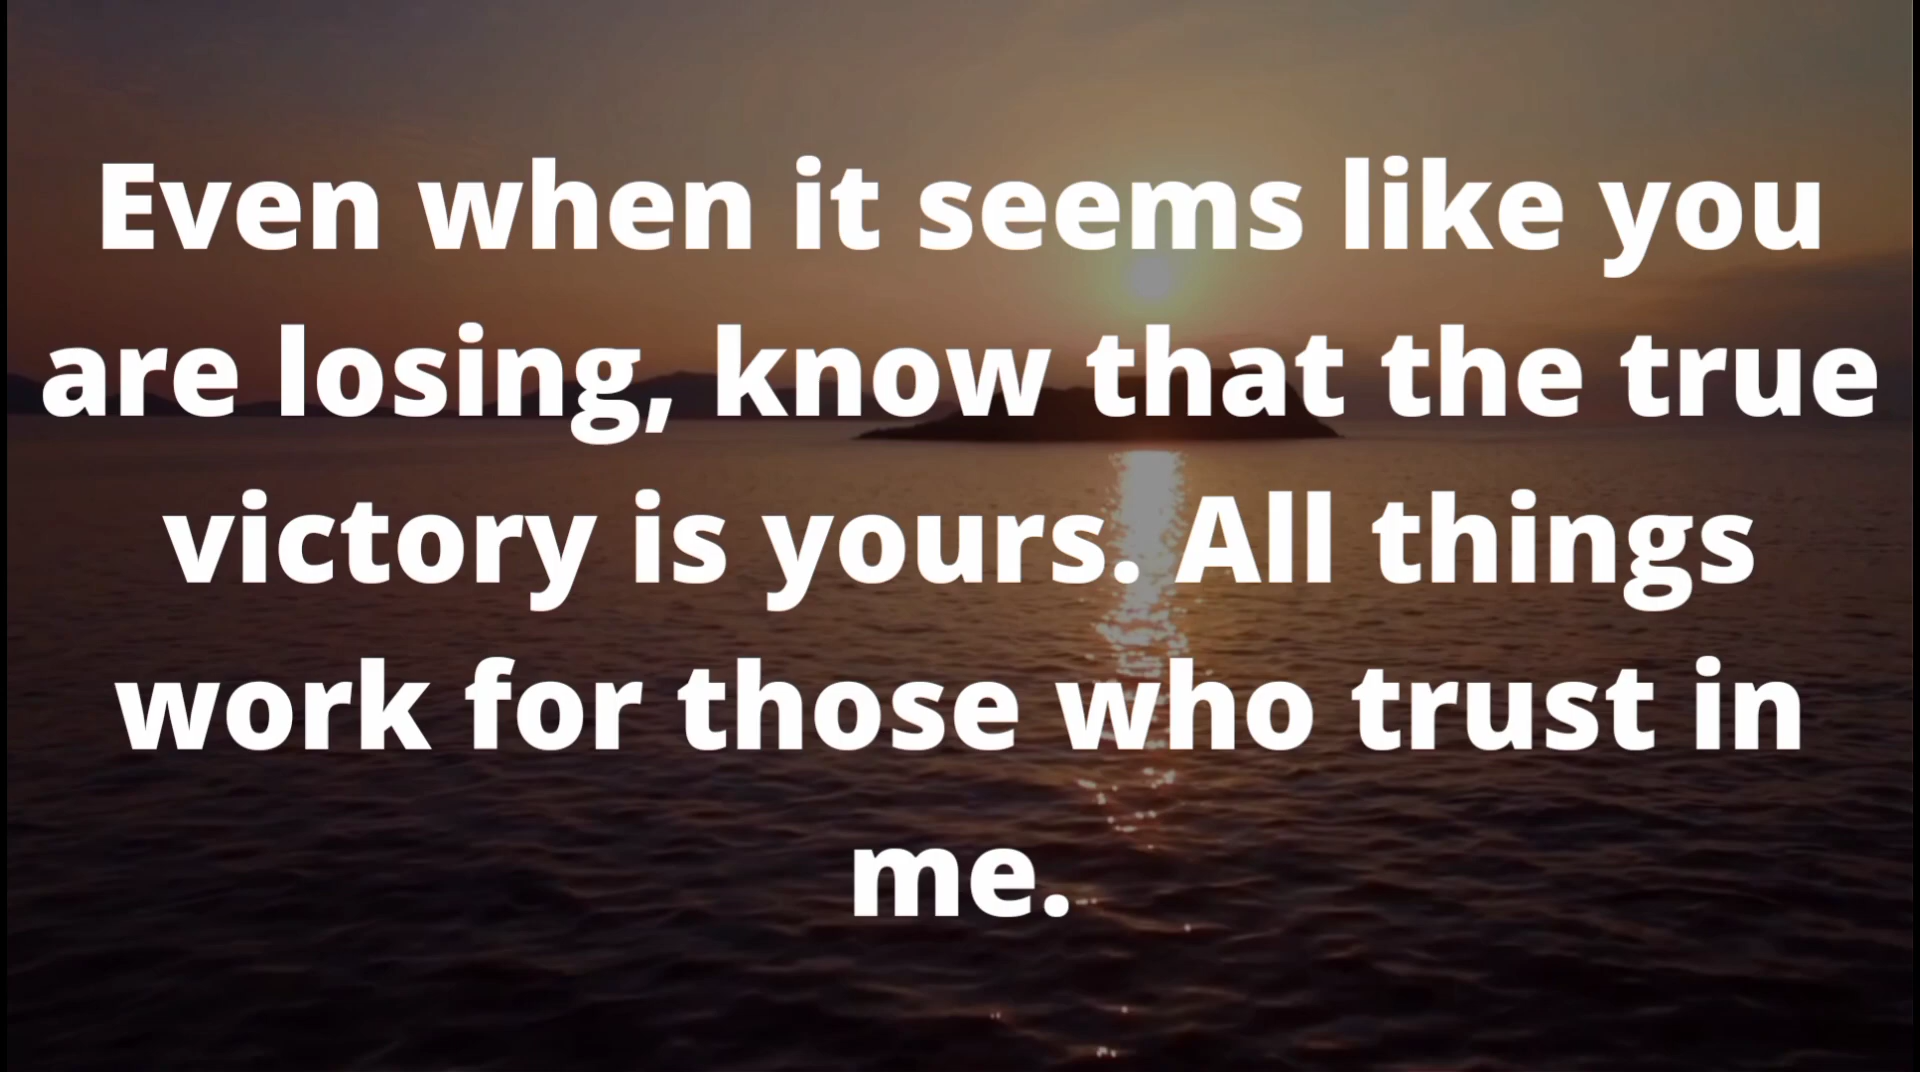 Even when it seems like you
are losing, know that the true
victory is yours. All things
work for those who trust in
me.